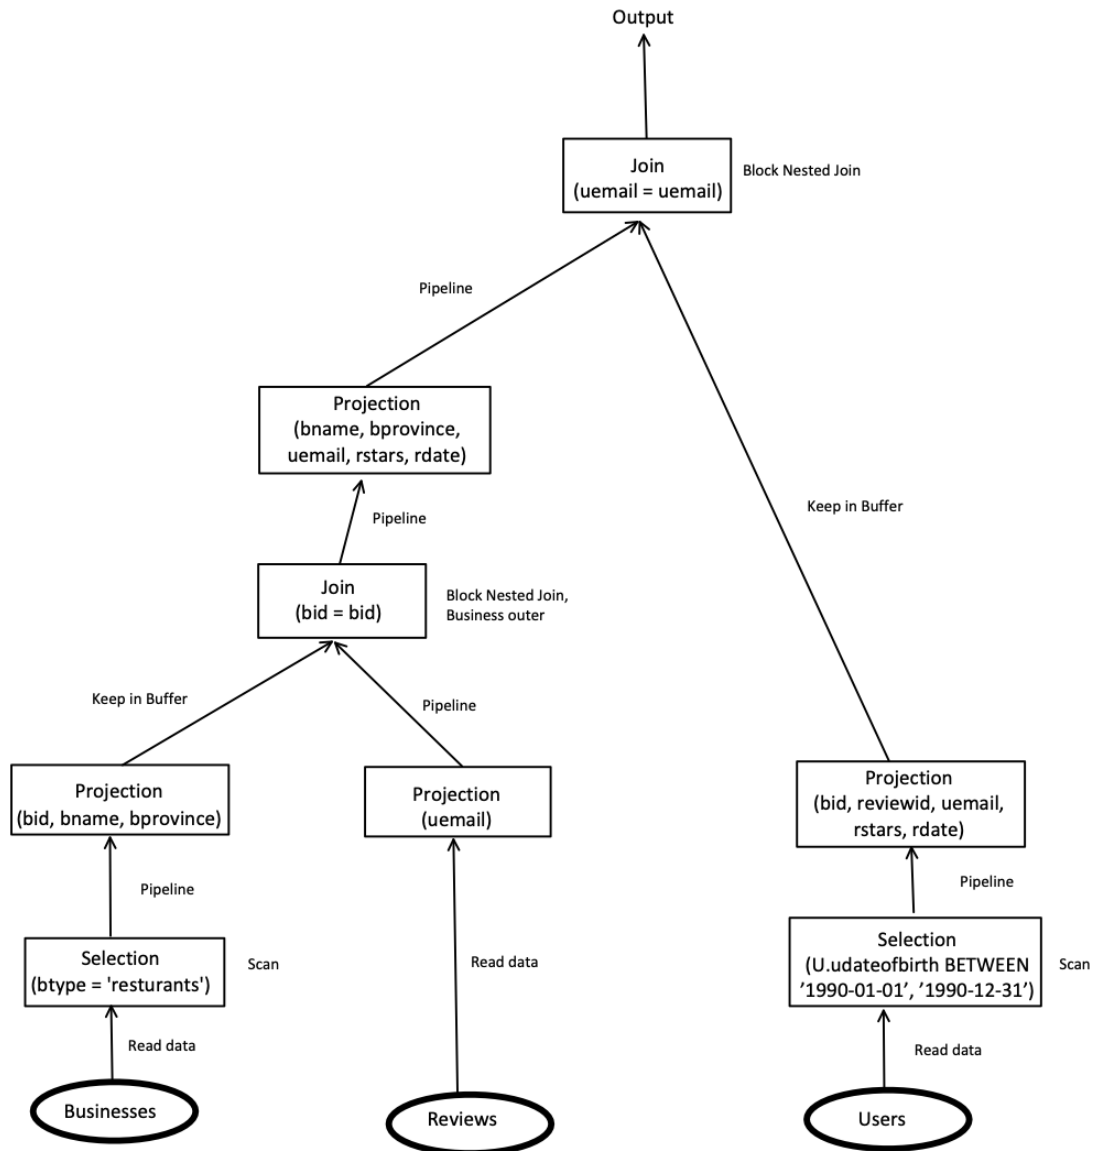 Output
Join
(uemail = uemail)
Block Nested Join
Pipeline
Projection
(bname, bprovince,
uemail, rstars, rdate)
Keep in Buffer
Pipeline
Join
(bid = bid)
Block Nested Join,
Business outer
Keep in Buffer
Pipeline
Projection
(bid, bname, bprovince)
Projection
(uemail)
Projection
(bid, reviewid, uemail,
rstars, rdate)
Pipeline
Pipeline
Selection
(btype = 'resturants')
Scan
Read data
Selection
(U.udateofbirth BETWEEN
’1990-01-01’, ’1990-12-31’)
Scan
Read data
Read data
Businesses
Reviews
Users